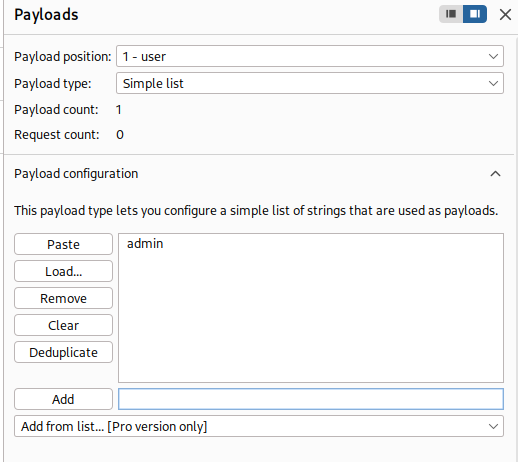 Payloads
Payload position: 1 - user
Payload type: Simple list
Payload count: 1
Request count: 0
Payload configuration
This payload type lets you configure a simple list of strings that are used as payloads.
Paste
admin
Load...
Remove
Clear
Deduplicate
Add
Add from list... [Pro version only]